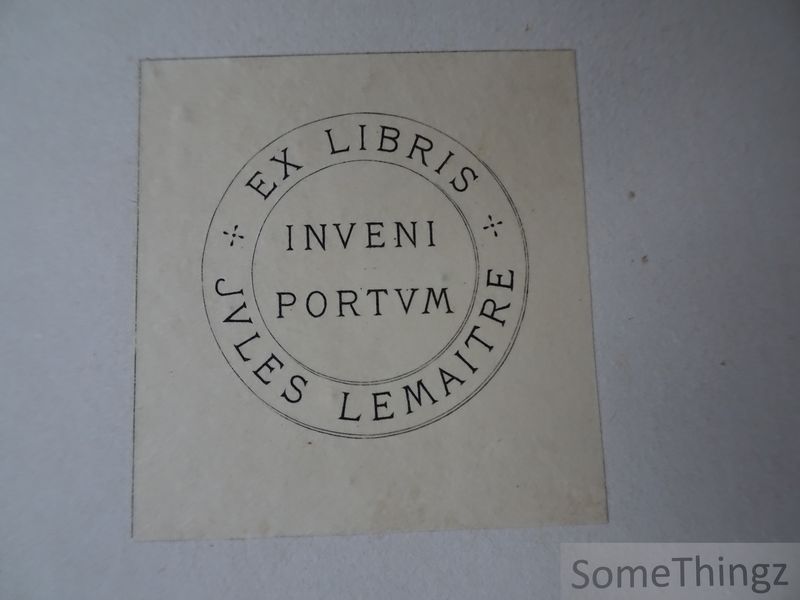 EX LIBRIS
INVENI
PORTVM
JVLES LEMAITRE
SomeThingz